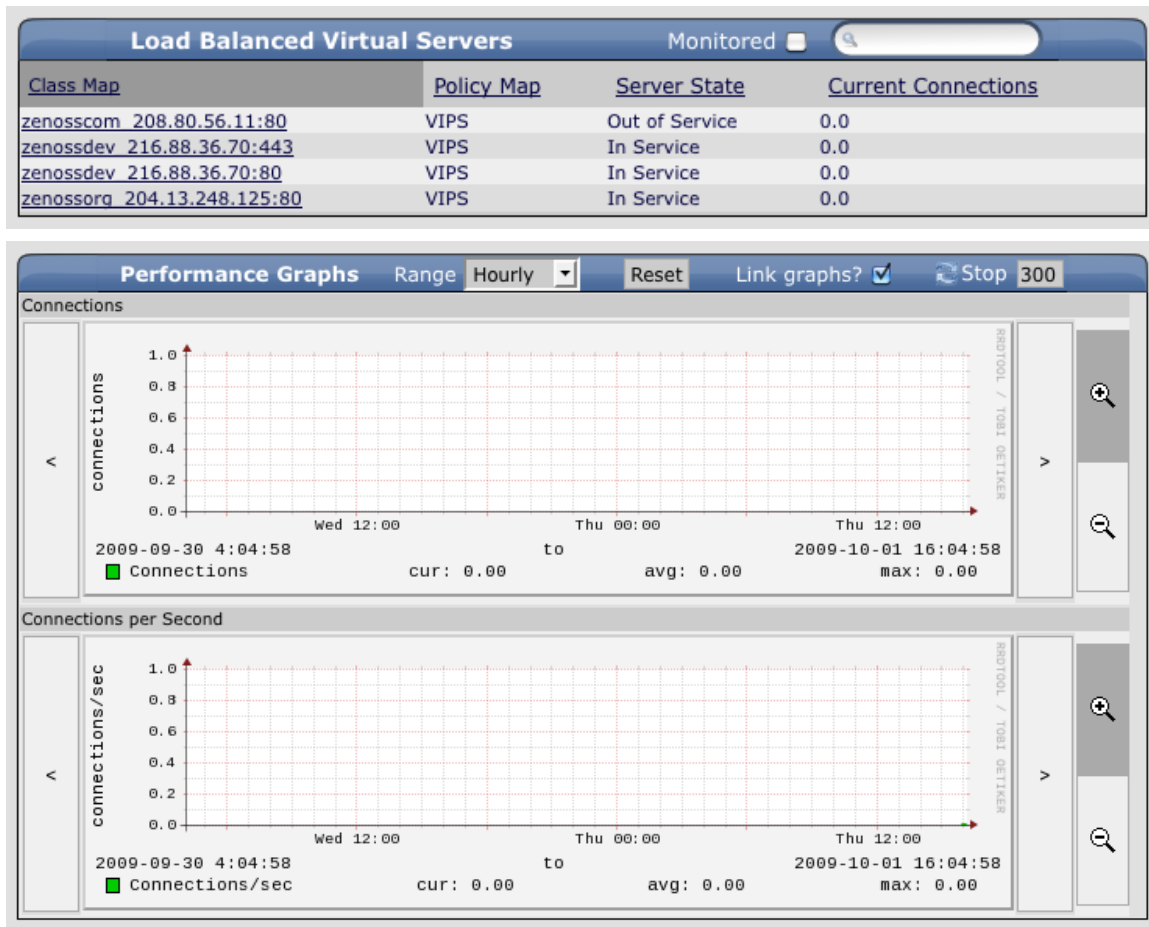 Load Balanced Virtual Servers Monitored
Class Map Policy Map Server State Current Connections
zenosscom_208.80.56.11:80 VIPS Out of Service 0.0
zenossdev_216.88.36.70:443 VIPS In Service 0.0
zenossdev_216.88.36.70:80 VIPS In Service 0.0
zenossorg_204.13.248.125:80 VIPS In Service 0.0
Performance Graphs Range Hourly Reset Link graphs? Stop 300
Connections
connections
1.0
0.8
0.6
0.4
0.2
0.0
Wed 12:00 Thu 00:00 Thu 12:00
2009-09-30 4:04:58 to 2009-10-01 16:04:58
Connections cur: 0.00 avg: 0.00 max: 0.00
RRDTOOL / TOBI OETIKER
<
>
Connections per Second
connections/sec
1.0
0.8
0.6
0.4
0.2
0.0
Wed 12:00 Thu 00:00 Thu 12:00
2009-09-30 4:04:58 to 2009-10-01 16:04:58
Connections/sec cur: 0.00 avg: 0.00 max: 0.00
RRDTOOL / TOBI OETIKER
<
>